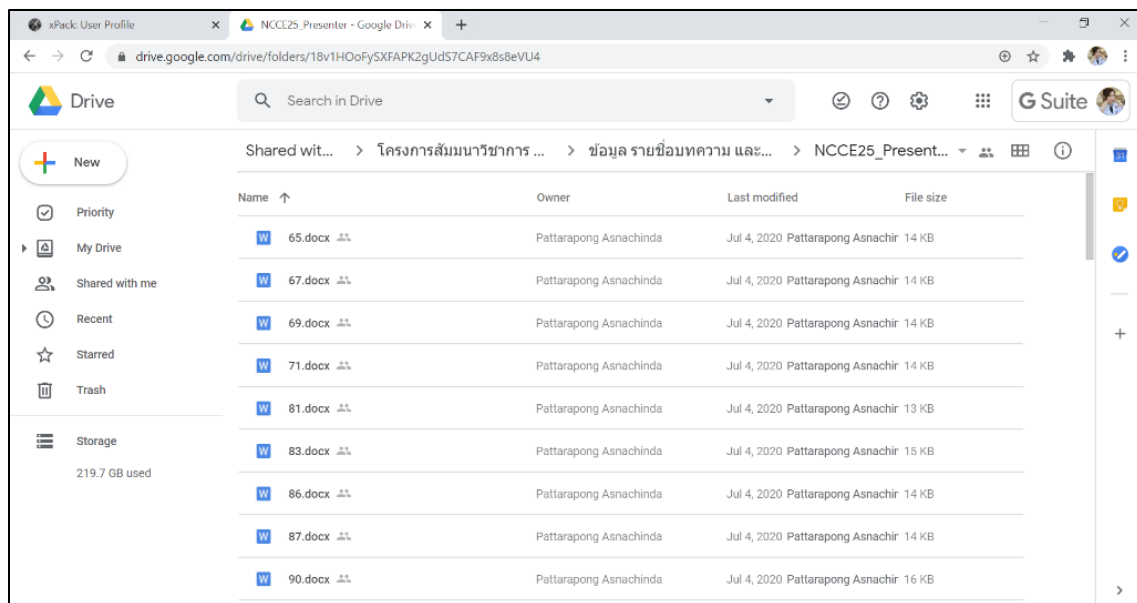 xPack: User Profile
NCCE25_Presenter - Google Driv
drive.google.com/drive/folders/18v1HOoFySXFAPK2gUdS7CAF9x8s8eVU4
Drive
Search in Drive
G Suite
New
Shared wit... > โครงการสัมมนาวิชาการ ... > ข้อมูล รายชื่อบทความ และ... > NCCE25_Present...
31
Name Owner Last modified File size
Priority
My Drive
Shared with me
Recent
Starred
Trash
Storage
219.7 GB used
W 65.docx Pattarapong Asnachinda Jul 4, 2020 Pattarapong Asnachir 14 KB
W 67.docx Pattarapong Asnachinda Jul 4, 2020 Pattarapong Asnachir 14 KB
W 69.docx Pattarapong Asnachinda Jul 4, 2020 Pattarapong Asnachir 14 KB
W 71.docx Pattarapong Asnachinda Jul 4, 2020 Pattarapong Asnachir 14 KB
W 81.docx Pattarapong Asnachinda Jul 4, 2020 Pattarapong Asnachir 13 KB
W 83.docx Pattarapong Asnachinda Jul 4, 2020 Pattarapong Asnachir 15 KB
W 86.docx Pattarapong Asnachinda Jul 4, 2020 Pattarapong Asnachir 14 KB
W 87.docx Pattarapong Asnachinda Jul 4, 2020 Pattarapong Asnachir 14 KB
W 90.docx Pattarapong Asnachinda Jul 4, 2020 Pattarapong Asnachir 16 KB